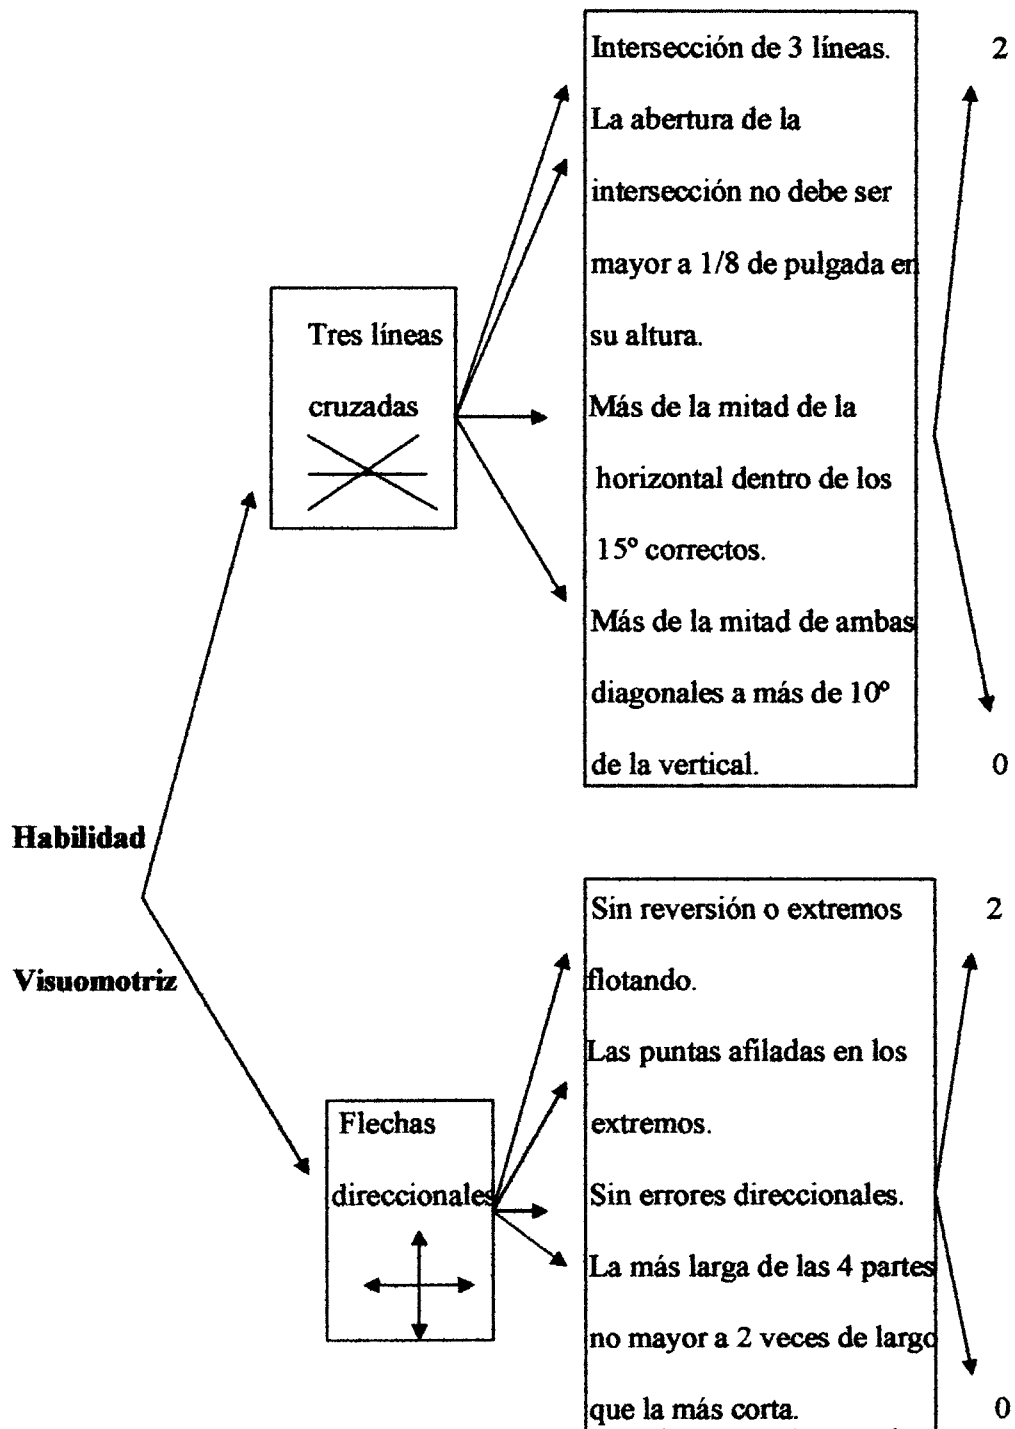 Intersección de 3 líneas.
2
La abertura de la
intersección no debe ser
mayor a 1/8 de pulgada en
su altura.
Tres líneas
cruzadas
Más de la mitad de la
horizontal dentro de los
15º correctos.
Más de la mitad de ambas
diagonales a más de 10º
de la vertical.
0
Habilidad
Visuomotriz
Sin reversión o extremos
2
flotando.
Las puntas afiladas en los
extremos.
Flechas
direccionales
Sin errores direccionales.
La más larga de las 4 partes
no mayor a 2 veces de largo
que la más corta.
0